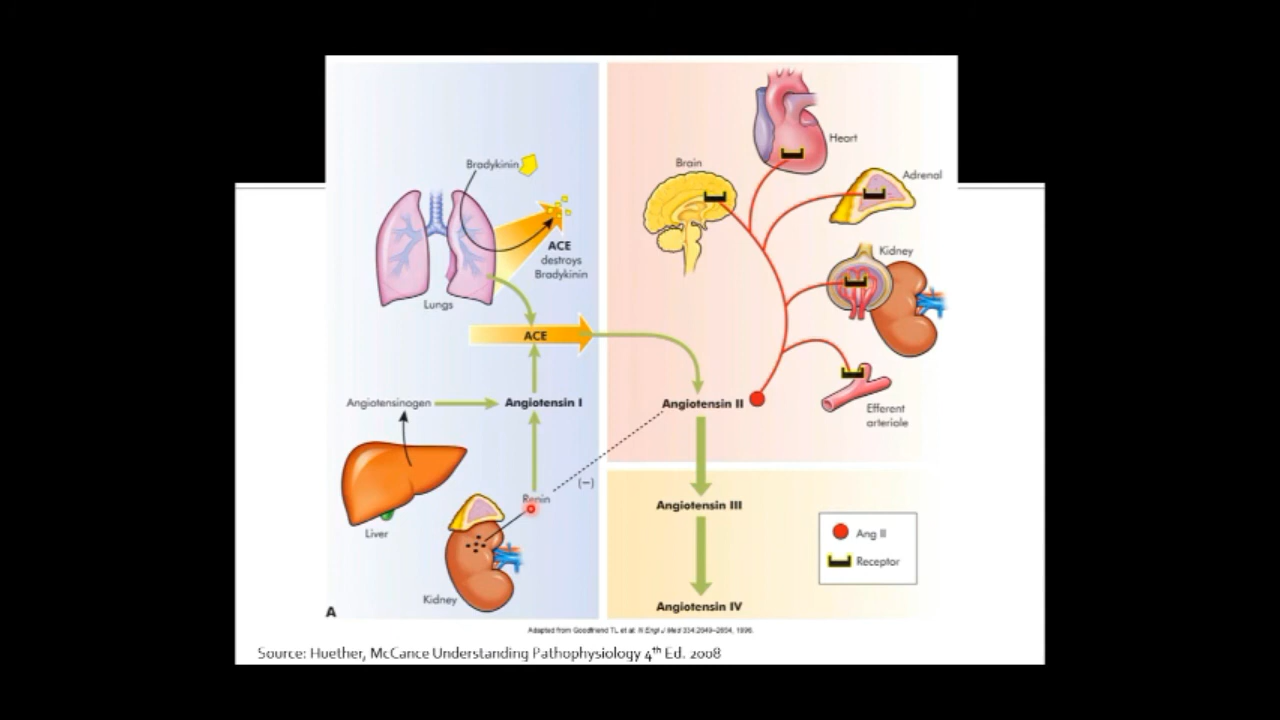 Bradykinin
Lungs
ACE
destroys
Bradykinin
ACE
Angiotensinogen
Angiotensin I
Liver
Renin
(−)
Kidney
A
Brain
Heart
Adrenal
Kidney
Efferent
arteriole
Angiotensin II
Angiotensin III
Angiotensin IV
Ang II
Receptor
Adapted from Goodfriend TL et al: N Engl J Med 334:2649–2654, 1996.
Source: Huether, McCance Understanding Pathophysiology 4th Ed. 2008